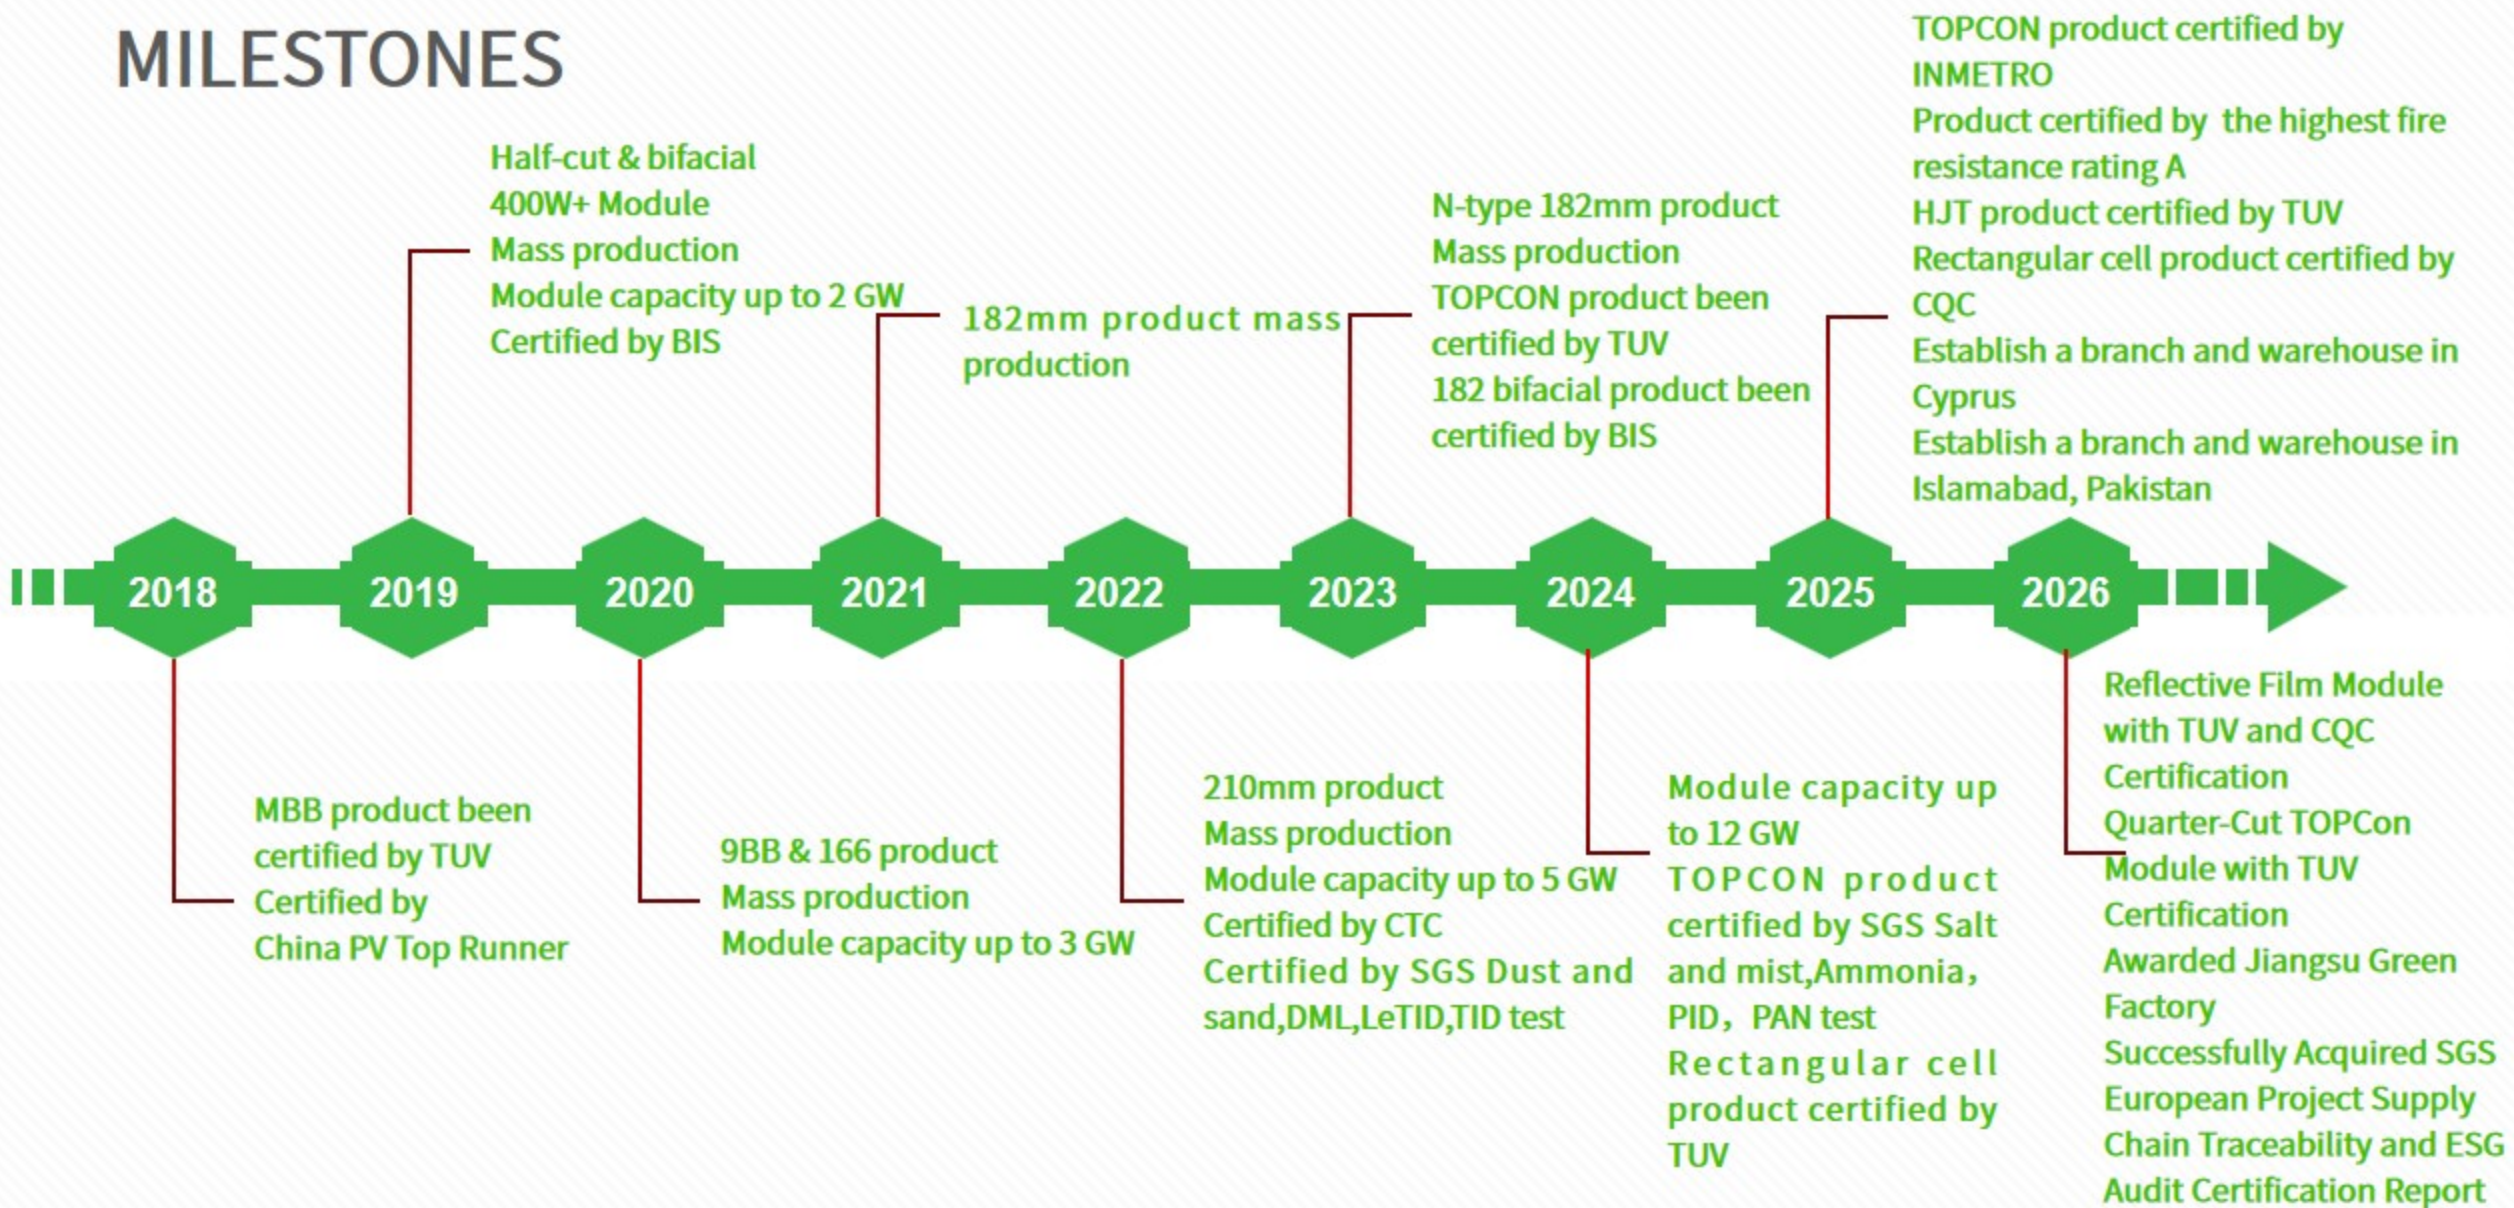 MILESTONES
Half-cut & bifacial
400W+ Module
Mass production
Module capacity up to 2 GW
Certified by BIS
182mm product mass
production
N-type 182mm product
Mass production
TOPCON product been
certified by TUV
182 bifacial product been
certified by BIS
TOPCON product certified by
INMETRO
Product certified by  the highest fire
resistance rating A
HJT product certified by TUV
Rectangular cell product certified by
CQC
Establish a branch and warehouse in
Cyprus
Establish a branch and warehouse in
Islamabad, Pakistan
2018
2019
2020
2021
2022
2023
2024
2025
2026
MBB product been
certified by TUV
Certified by
China PV Top Runner
9BB & 166 product
Mass production
Module capacity up to 3 GW
210mm product
Mass production
Module capacity up to 5 GW
Certified by CTC
Certified by SGS Dust and
sand,DML,LeTID,TID test
Module capacity up
to 12 GW
TOPCON product
certified by SGS Salt
and mist,Ammonia，
PID，PAN test
Rectangular cell
product certified by
TUV
Reflective Film Module
with TUV and CQC
Certification
Quarter-Cut TOPCon
Module with TUV
Certification
Awarded Jiangsu Green
Factory
Successfully Acquired SGS
European Project Supply
Chain Traceability and ESG
Audit Certification Report